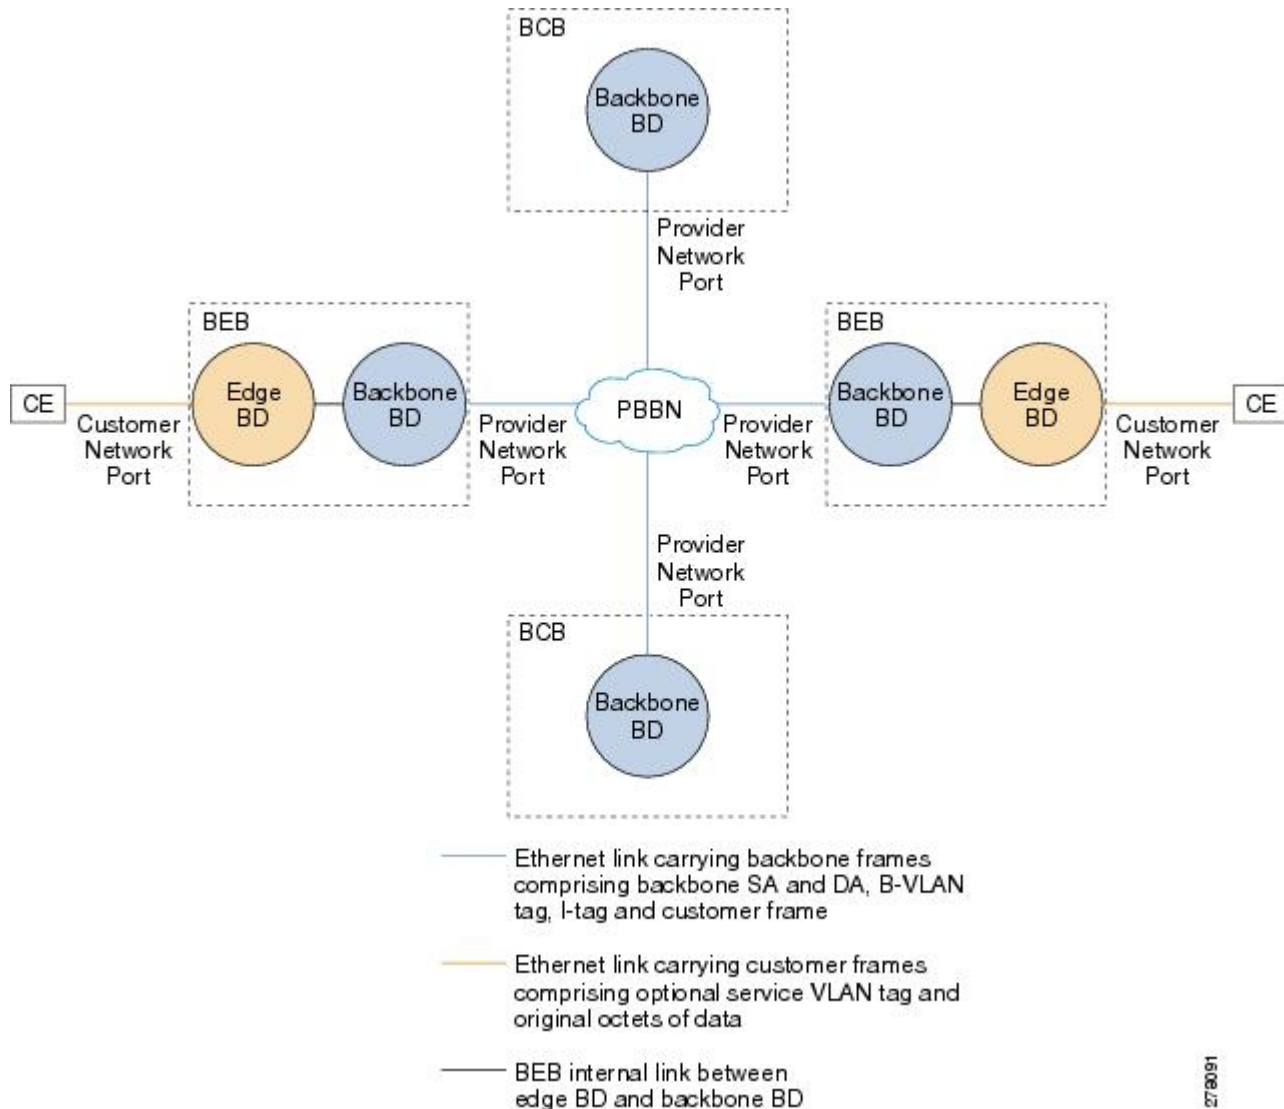 BCB
Backbone
BD
Provider
Network
Port
BEB
Edge
BD
Backbone
BD
CE
Customer
Network
Port
Provider
Network
Port
PBBN
Provider
Network
Port
BEB
Backbone
BD
Edge
BD
Customer
Network
Port
CE
Provider
Network
Port
BCB
Backbone
BD
Ethernet link carrying backbone frames
comprising backbone SA and DA, B-VLAN
tag, I-tag and customer frame
Ethernet link carrying customer frames
comprising optional service VLAN tag and
original octets of data
BEB internal link between
edge BD and backbone BD
279091